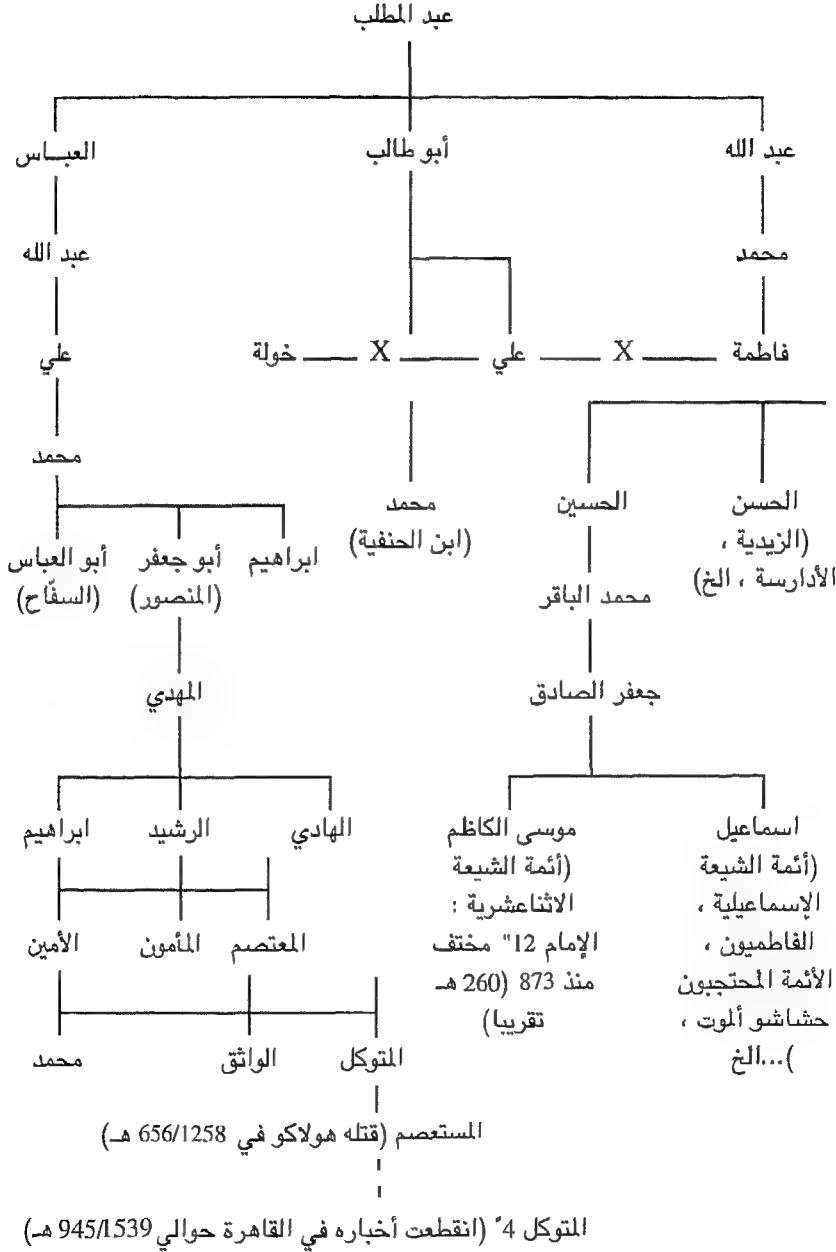 عبد المطلب
عبد الله
أبو طالب
العباس
محمد
عبد الله
فاطمة X علي X خولة
علي
محمد
الحسن
(الزيدية ،
الأدارسة ، الخ)
الحسين
محمد
(ابن الحنفية)
ابراهيم
أبو جعفر
(المنصور)
أبو العباس
(السفّاح)
محمد الباقر
جعفر الصادق
المهدي
اسماعيل
(أئمة الشيعة
الإسماعيلية ،
الفاطميون ،
الأئمة المحتجبون
حشاشو ألموت ،
...الخ)
موسى الكاظم
(أئمة الشيعة
الاثناعشرية :
الإمام 12" مختف
منذ 873 (260 هـ
تقريبا)
الهادي
الرشيد
ابراهيم
المعتصم
المأمون
الأمين
المتوكل
الواثق
محمد
المستعصم (قتله هولاكو في 656/1258 هـ)
المتوكل 4" (انقطعت أخباره في القاهرة حوالي 945/1539 هـ)